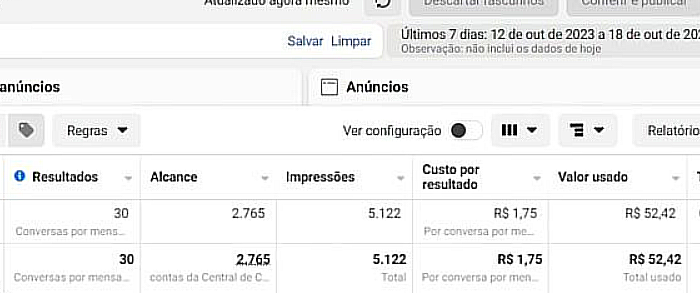 Atualizado agora mesmo
Descartar rascunhos
Conferir e publicar
Salvar Limpar
Últimos 7 dias: 12 de out de 2023 a 18 de out de 202
Observação: não inclui os dados de hoje
anúncios
Anúncios
Regras
Ver configuração
Relatório
Resultados
Alcance
Impressões
Custo por
resultado
Valor usado
30
2.765
5.122
R$ 1,75
R$ 52,42
Conversas por mens...
Por conversa por me...
30
2.765
5.122
R$ 1,75
R$ 52,42
Conversas por mensa...
contas da Central de C...
Total
Por conversa por men...
Total usado